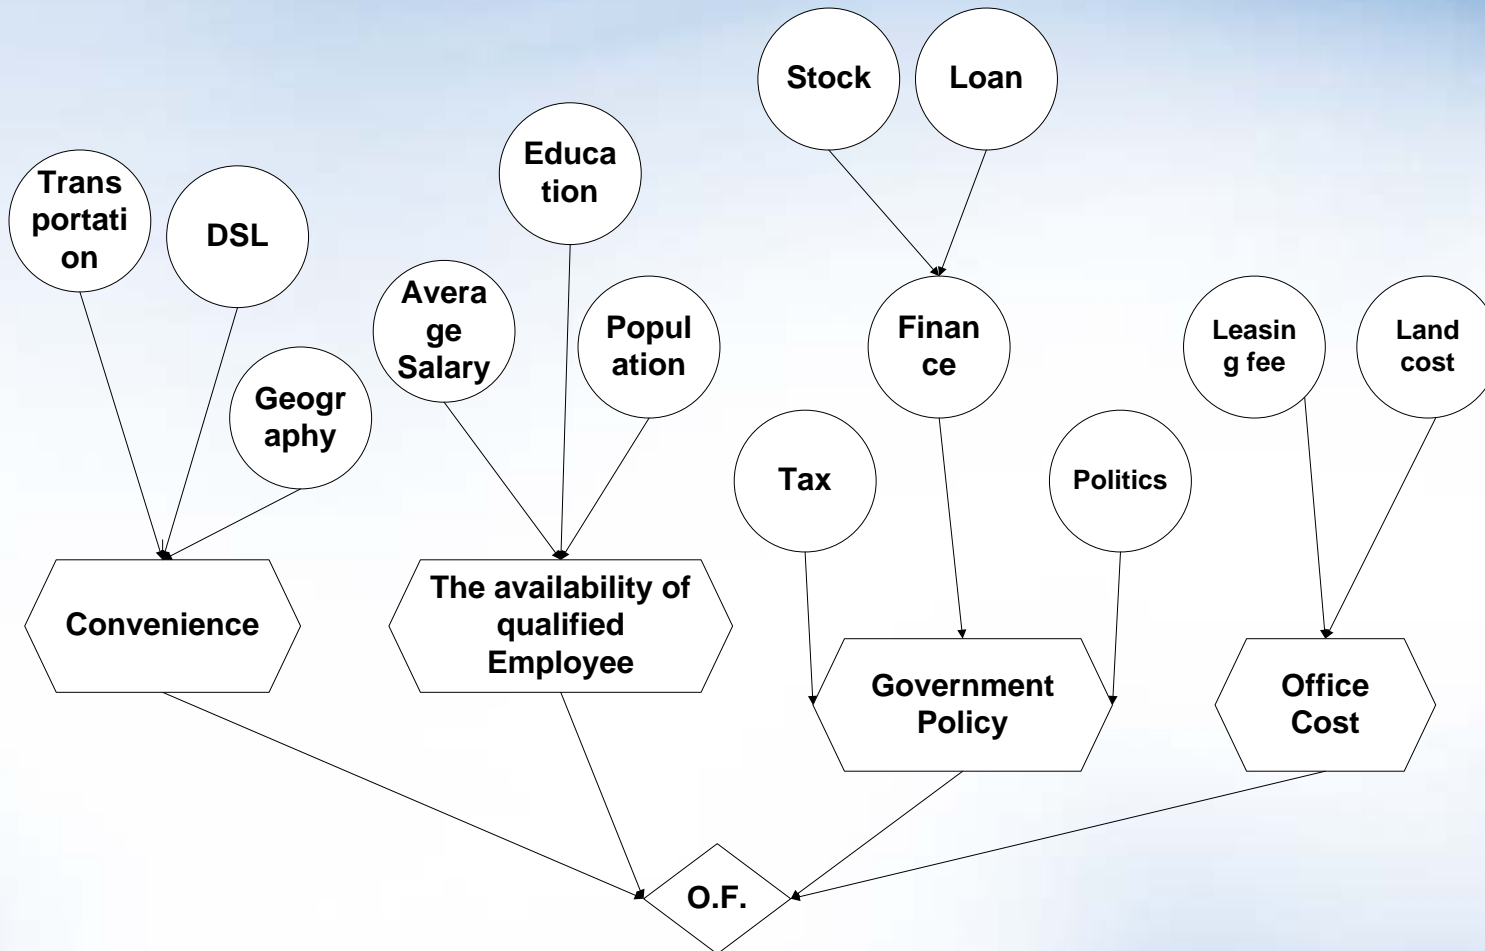 Stock
Loan
Educa
tion
Trans
portati
on
DSL
Avera
ge
Salary
Popul
ation
Finan
ce
Leasin
g fee
Land
cost
Geogr
aphy
Tax
Politics
Convenience
The availability of
qualified
Employee
Government
Policy
Office
Cost
O.F.